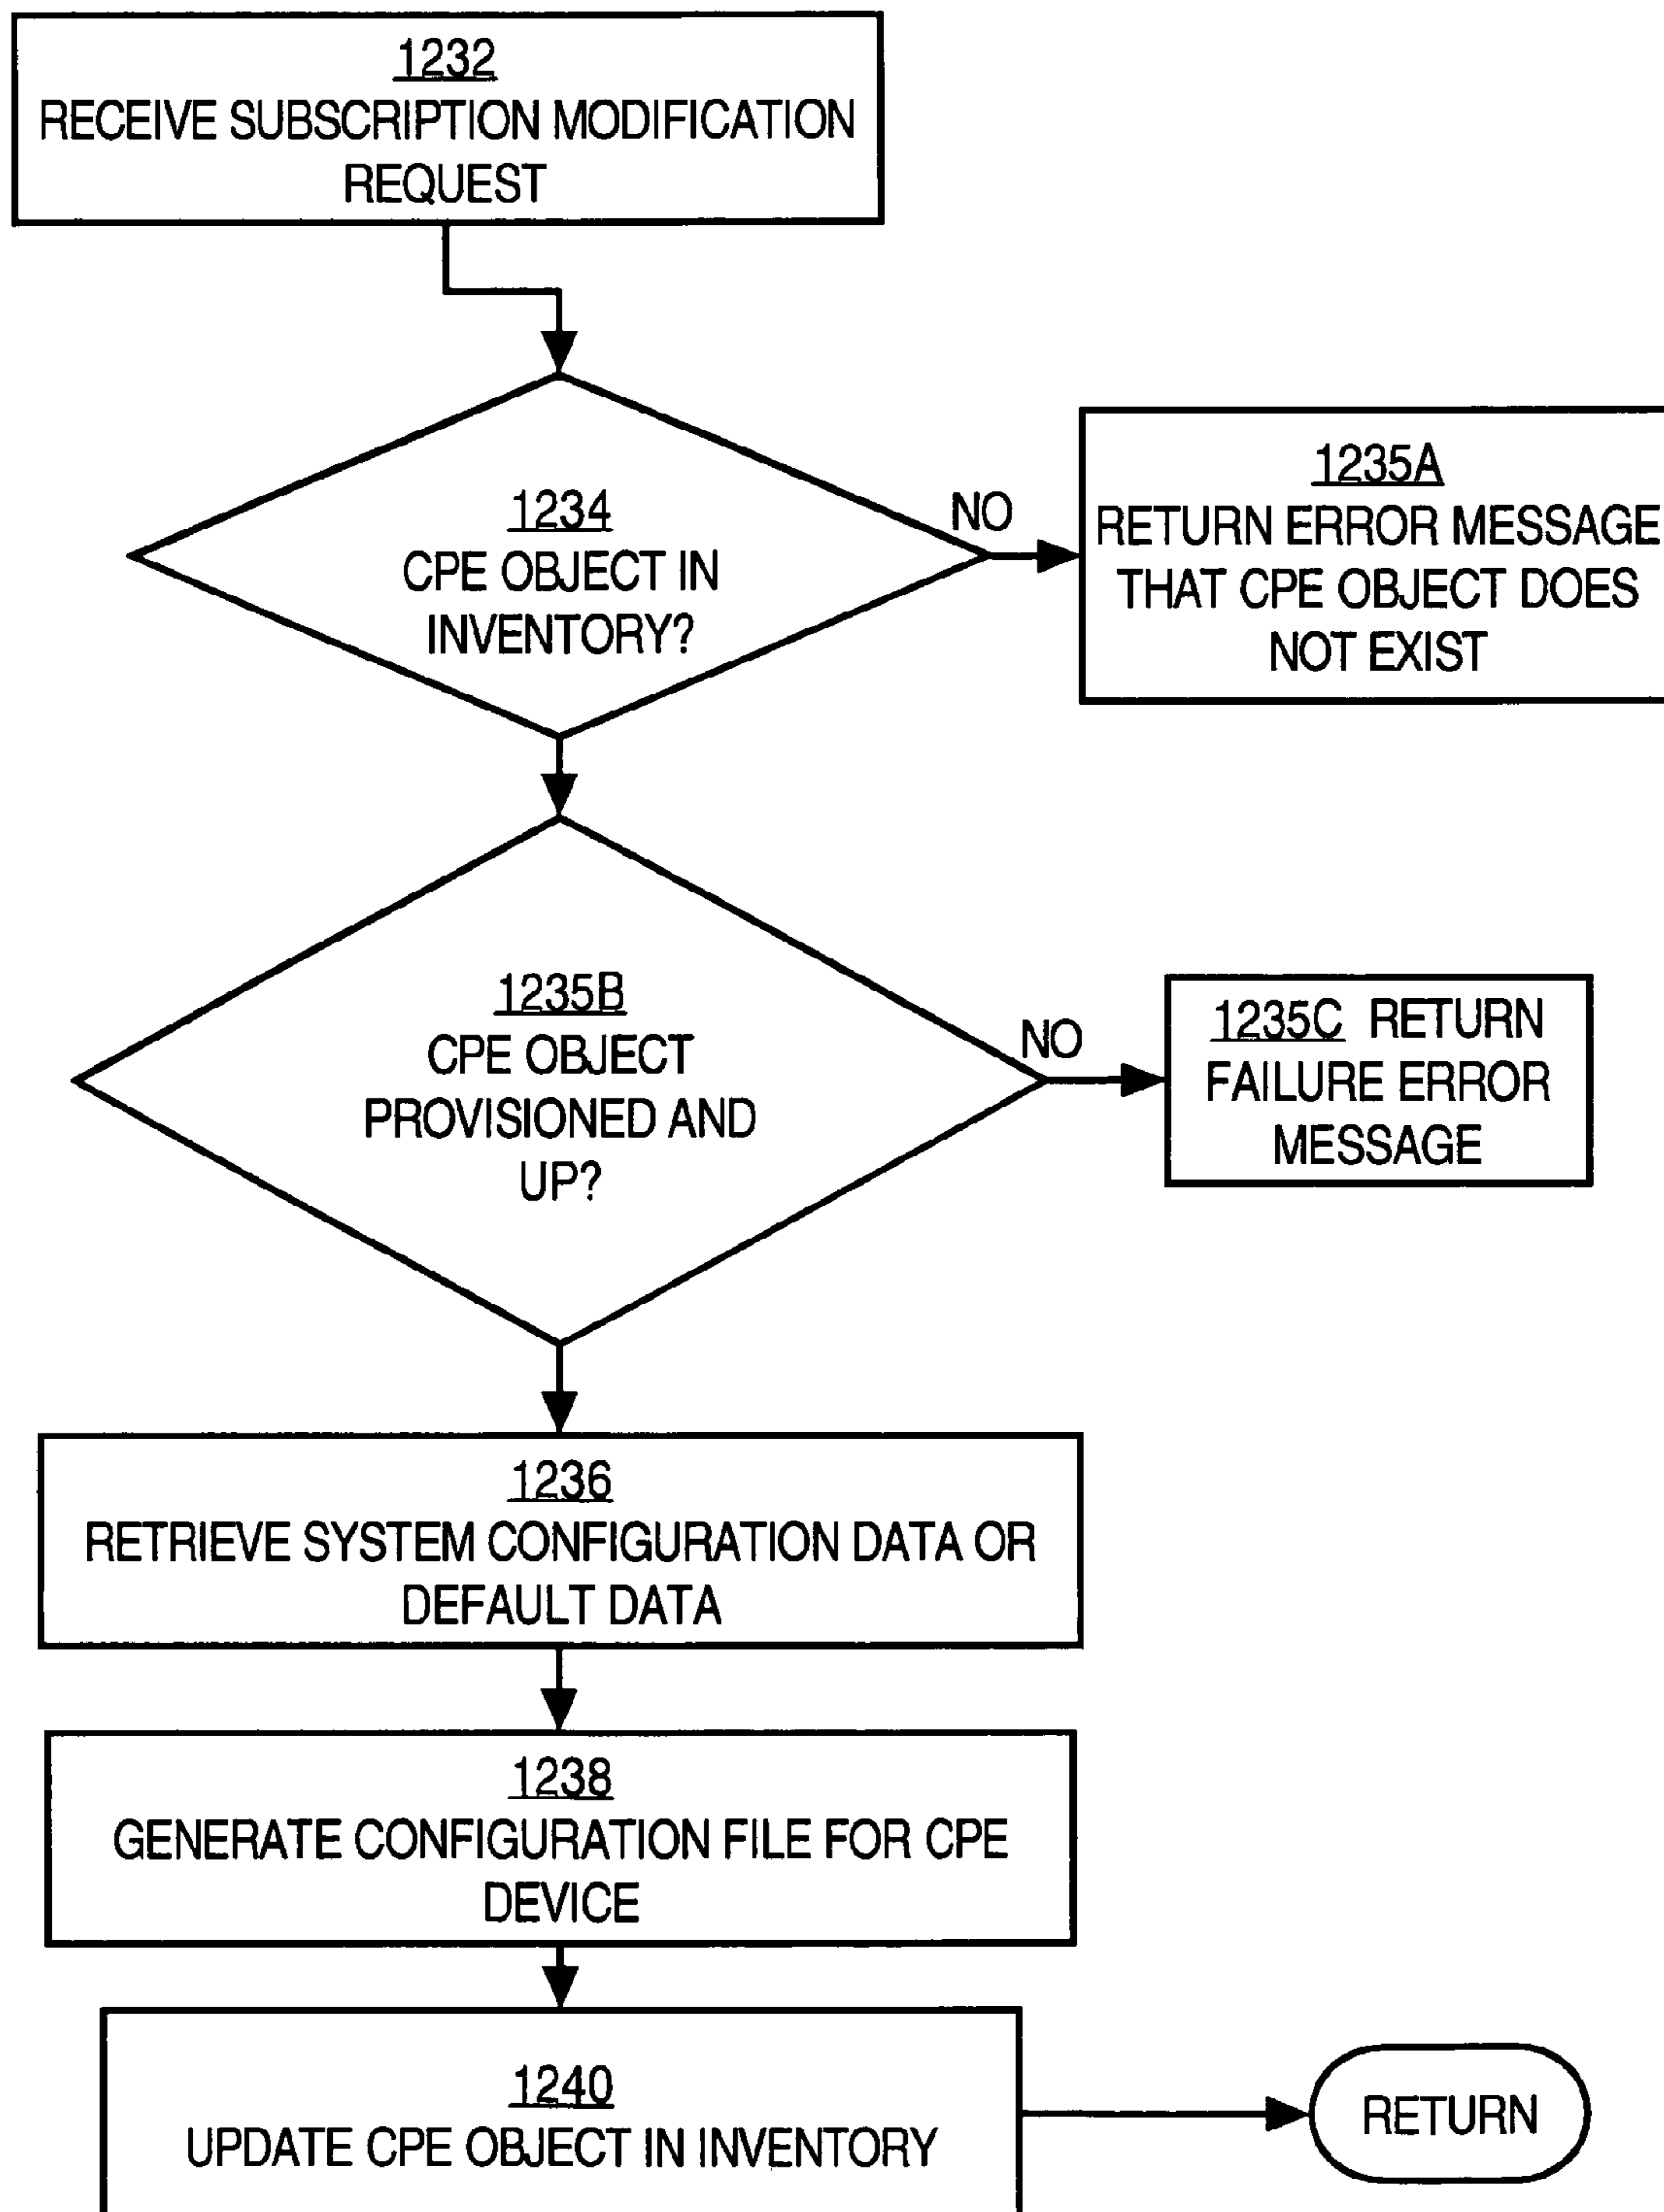 1232
RECEIVE SUBSCRIPTION MODIFICATION
REQUEST
1234
CPE OBJECT IN
INVENTORY?
NO
1235A
RETURN ERROR MESSAGE
THAT CPE OBJECT DOES
NOT EXIST
1235B
CPE OBJECT
PROVISIONED AND
UP?
NO
1235C RETURN
FAILURE ERROR
MESSAGE
1236
RETRIEVE SYSTEM CONFIGURATION DATA OR
DEFAULT DATA
1238
GENERATE CONFIGURATION FILE FOR CPE
DEVICE
1240
UPDATE CPE OBJECT IN INVENTORY
RETURN